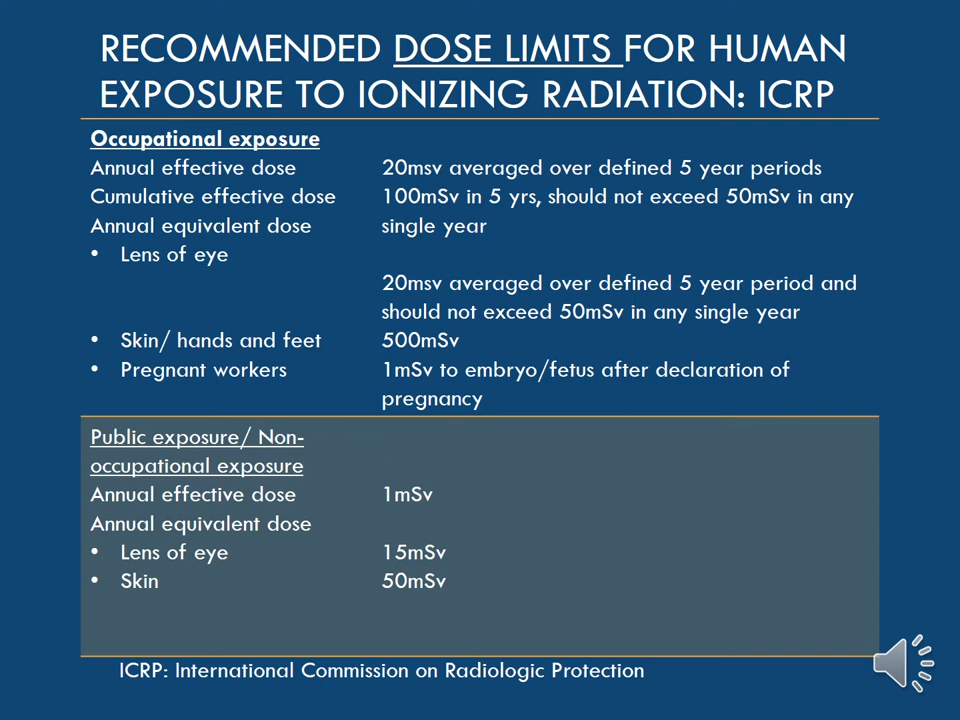 RECOMMENDED DOSE LIMITS FOR HUMAN
EXPOSURE TO IONIZING RADIATION: ICRP
Occupational exposure
Annual effective dose 20msv averaged over defined 5 year periods
Cumulative effective dose 100mSv in 5 yrs, should not exceed 50mSv in any
Annual equivalent dose single year
• Lens of eye
20msv averaged over defined 5 year period and
should not exceed 50mSv in any single year
• Skin/ hands and feet 500mSv
• Pregnant workers 1mSv to embryo/fetus after declaration of
pregnancy
Public exposure/ Non-
occupational exposure
Annual effective dose 1mSv
Annual equivalent dose
• Lens of eye 15mSv
• Skin 50mSv
ICRP: International Commission on Radiologic Protection